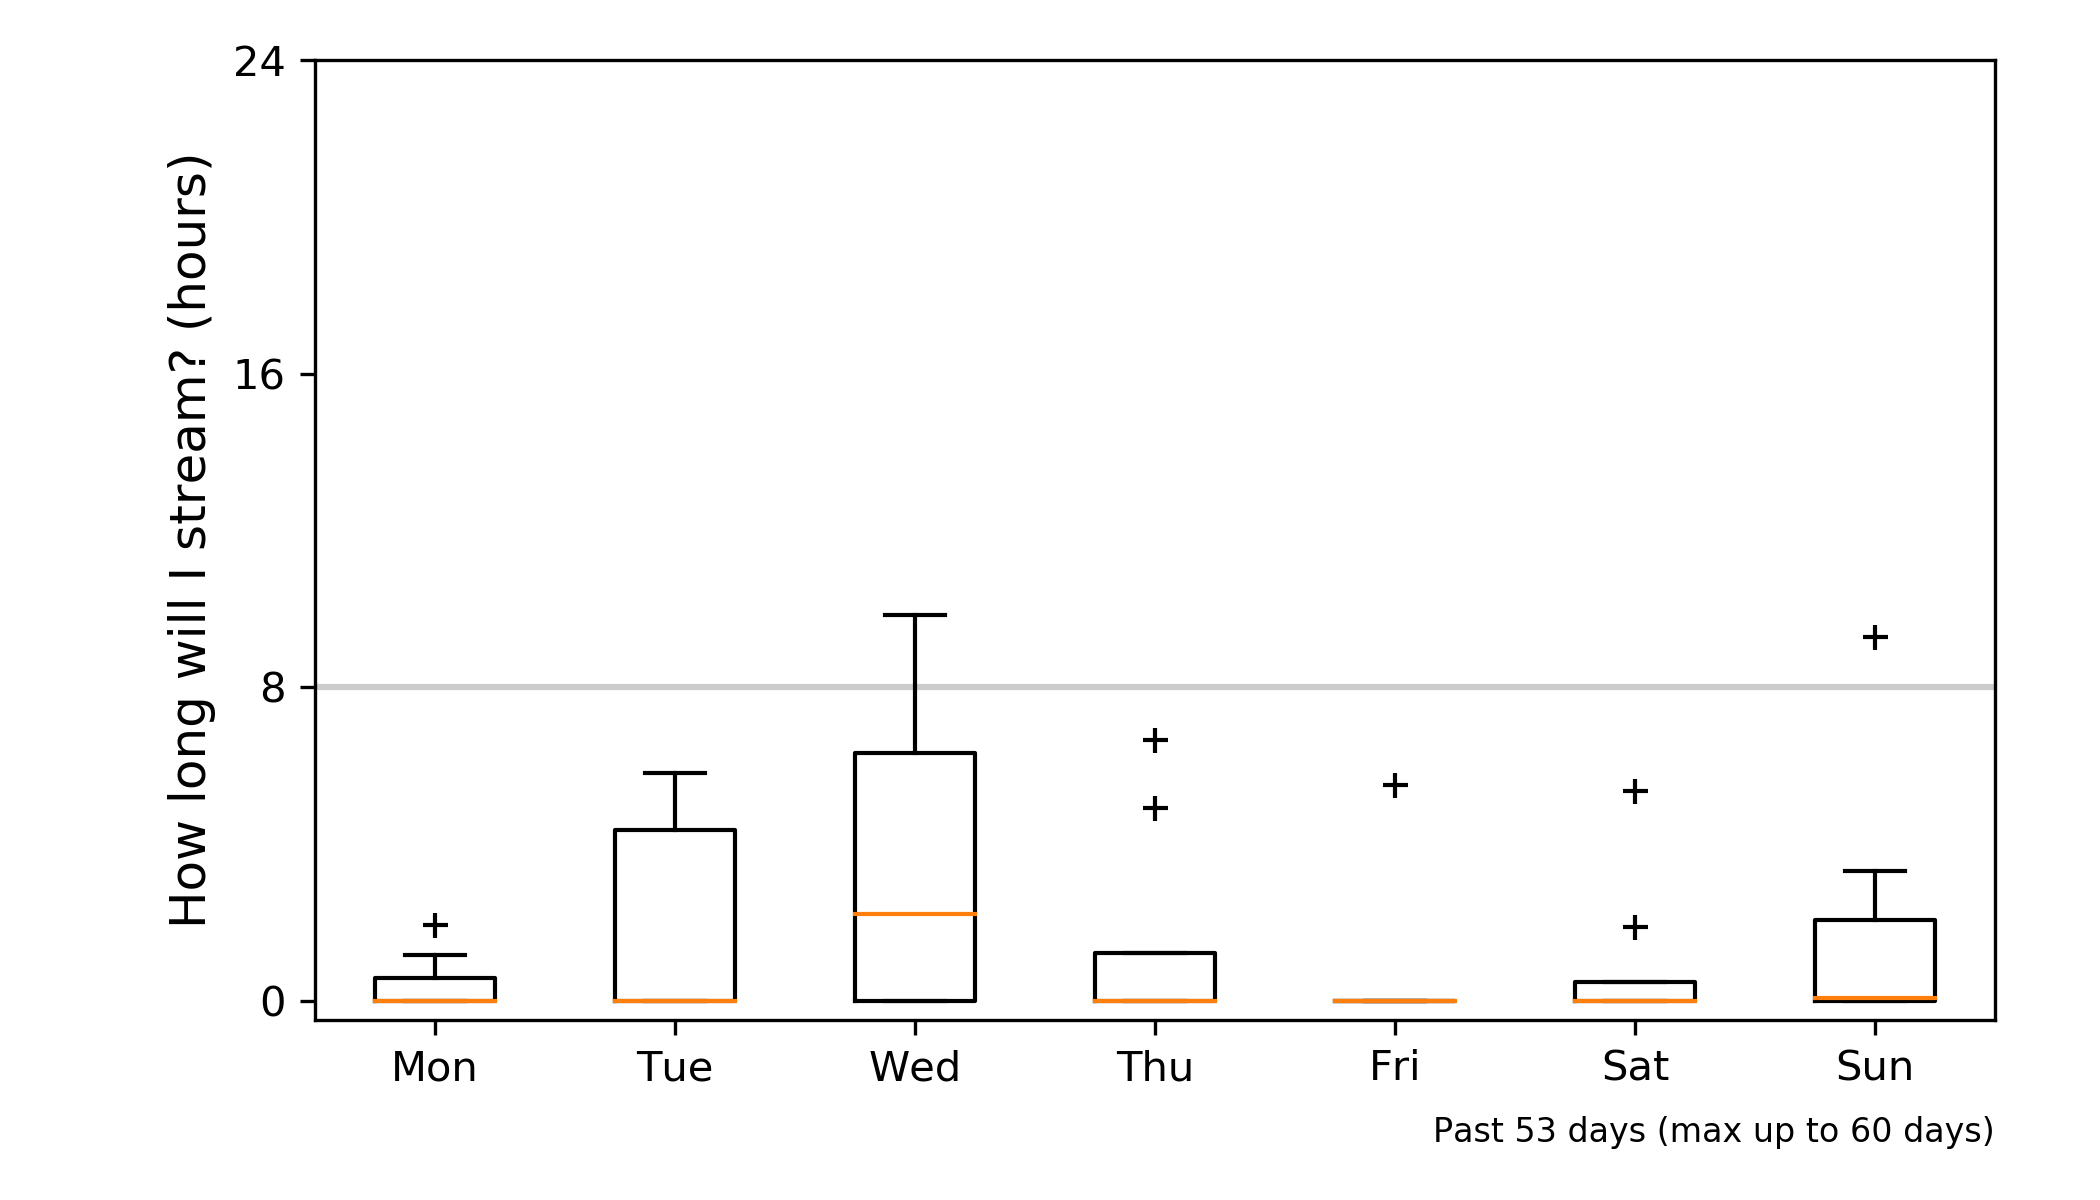 How long will I stream? (hours)
24
16
8
0
Mon Tue Wed Thu Fri Sat Sun
Past 53 days (max up to 60 days)